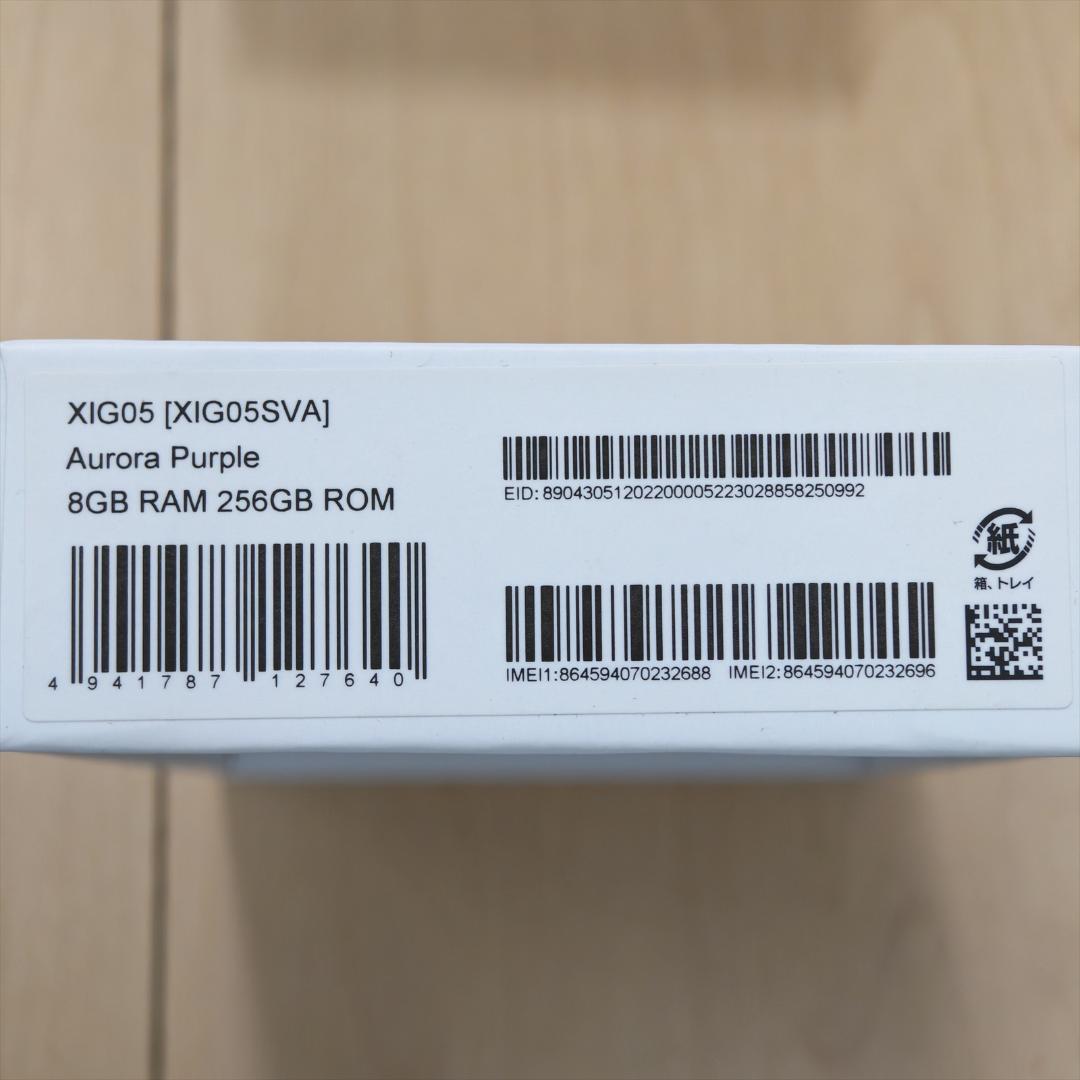 XIG05 [XIG05SVA]
Aurora Purple
8GB RAM 256GB ROM
4 941787 127640
EID: 89043051202200005223028858250992
IMEI1:864594070232688 IMEI2:864594070232696
紙
箱、トレイ